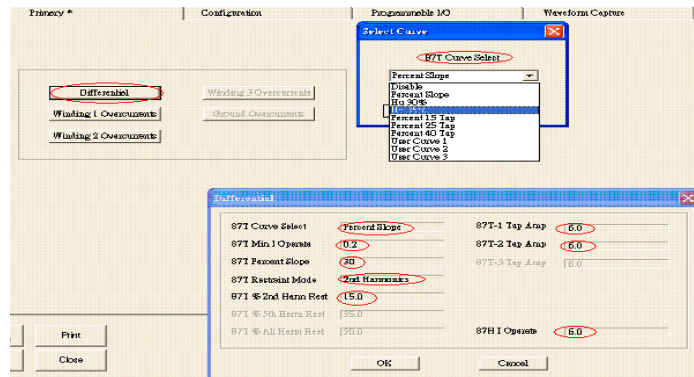 Primary *
Configuration
Programmable I/O
Waveform Capture
Select Curve
87T Curve Select
Percent Slope
Disable
Percent Slope
Hu 30%
Hu 35%
Percent 15 Tap
Percent 25 Tap
Percent 40 Tap
User Curve 1
User Curve 2
User Curve 3
Differential
Winding 3 Overcurrents
Winding 1 Overcurrents
Ground Overcurrents
Winding 2 Overcurrents
Differential
87T Curve Select
Percent Slope
87T-1 Tap Amp
6.0
87T Min I Operate
0.2
87T-2 Tap Amp
6.0
87T Percent Slope
30
87T-3 Tap Amp
6.0
87T Restraint Mode
2nd Harmonics
87T % 2nd Harm Rest
15.0
87T % 5th Harm Rest
35.0
87T % All Harm Rest
20.0
87H I Operate
6.0
Print
Close
OK
Cancel